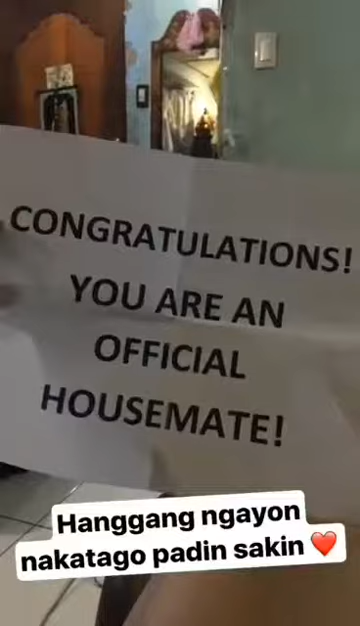 CONGRATULATIONS!
YOU ARE AN
OFFICIAL
HOUSEMATE!
Hanggang ngayon
nakatago padin sakin ❤️